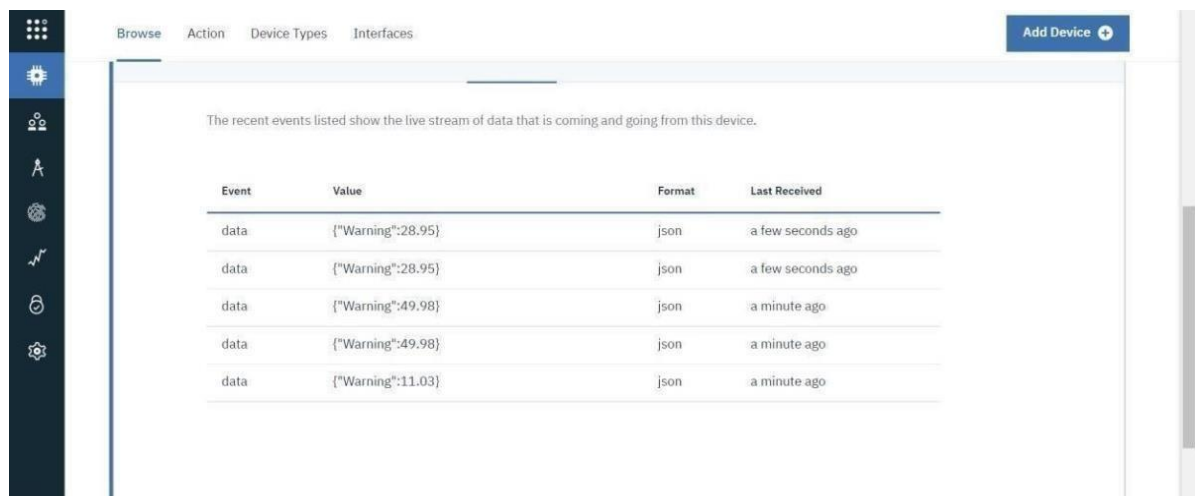 Browse Action Device Types Interfaces Add Device
The recent events listed show the live stream of data that is coming and going from this device.
Event Value Format Last Received
data {"Warning":28.95} json a few seconds ago
data {"Warning":28.95} json a few seconds ago
data {"Warning":49.98} json a minute ago
data {"Warning":49.98} json a minute ago
data {"Warning":11.03} json a minute ago